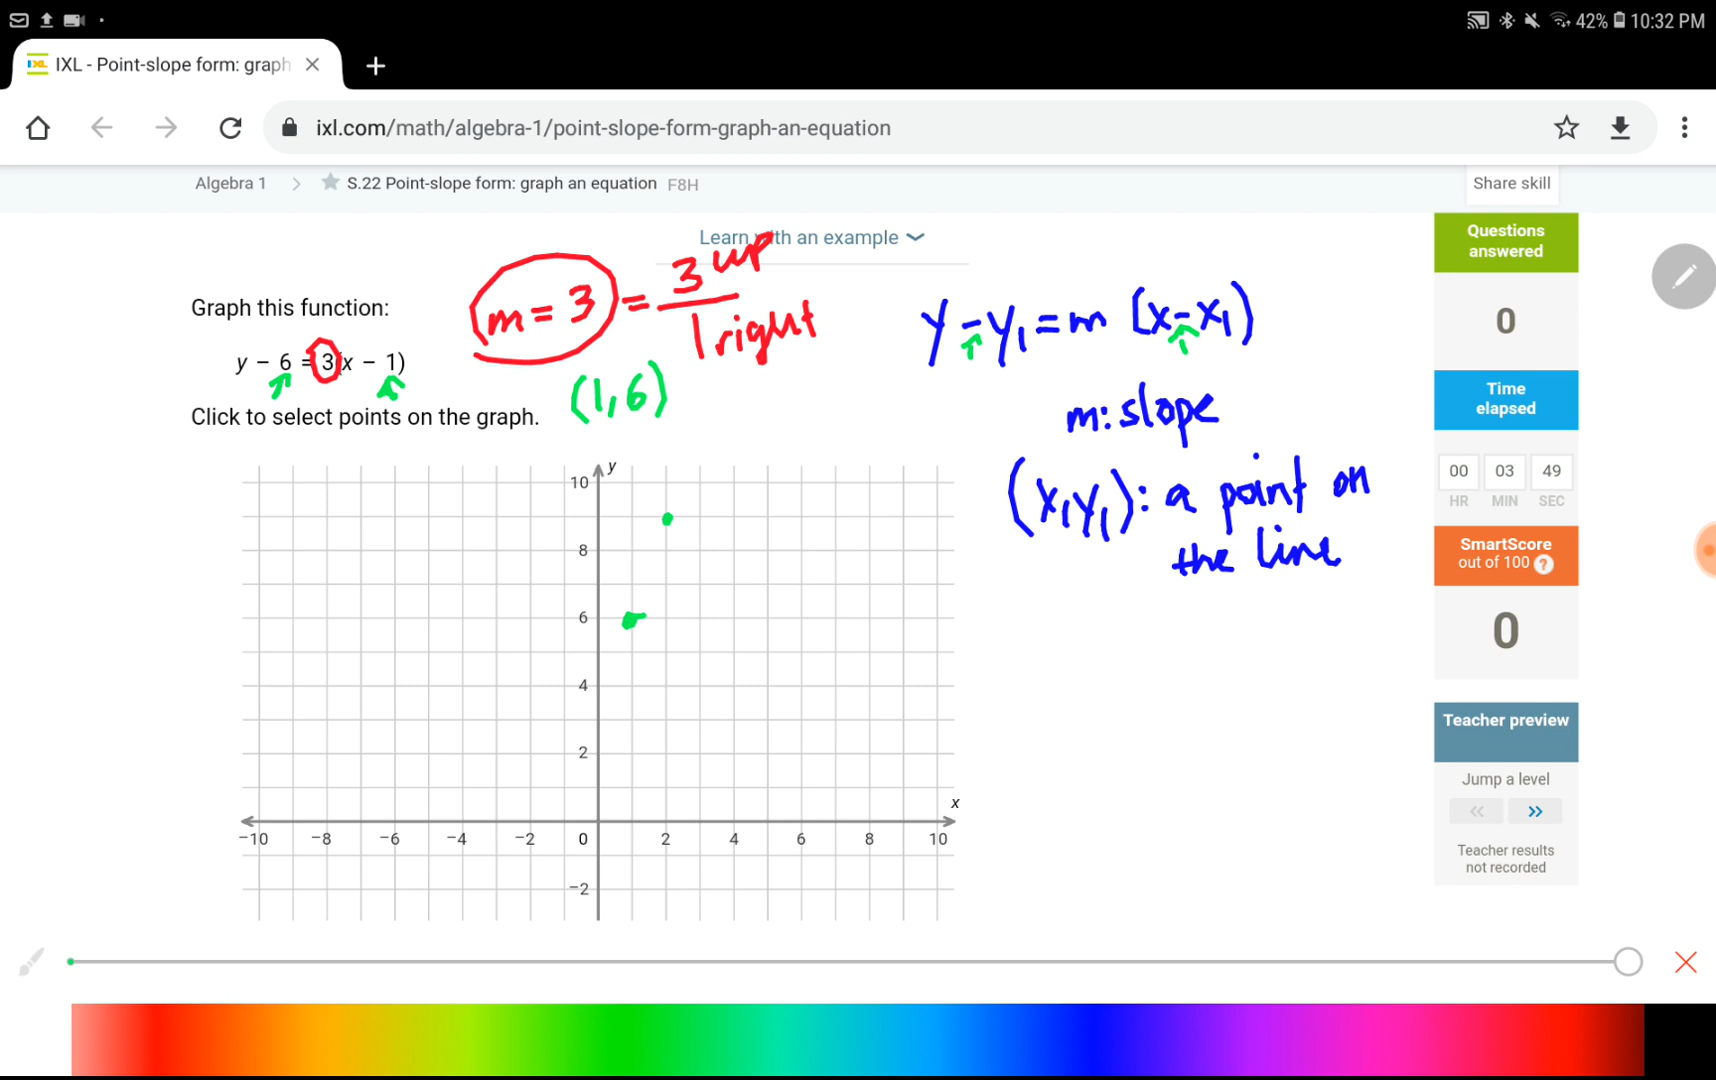 42% 10:32 PM
IXL - Point-slope form: graph
ixl.com/math/algebra-1/point-slope-form-graph-an-equation
Algebra 1 > S.22 Point-slope form: graph an equation F8H
Share skill
Learn with an example
Graph this function:
y − 6 = 3(x − 1)
Click to select points on the graph.
m = 3 = 3 up
1 right
(1,6)
y - y₁ = m (x - x₁)
m: slope
(x₁y₁): a point on
the line
y
10
8
6
4
2
x
−10 −8 −6 −4 −2 0 2 4 6 8 10
−2
Questions
answered
0
Time
elapsed
00 03 49
HR MIN SEC
SmartScore
out of 100 ?
0
Teacher preview
Jump a level
Teacher results
not recorded